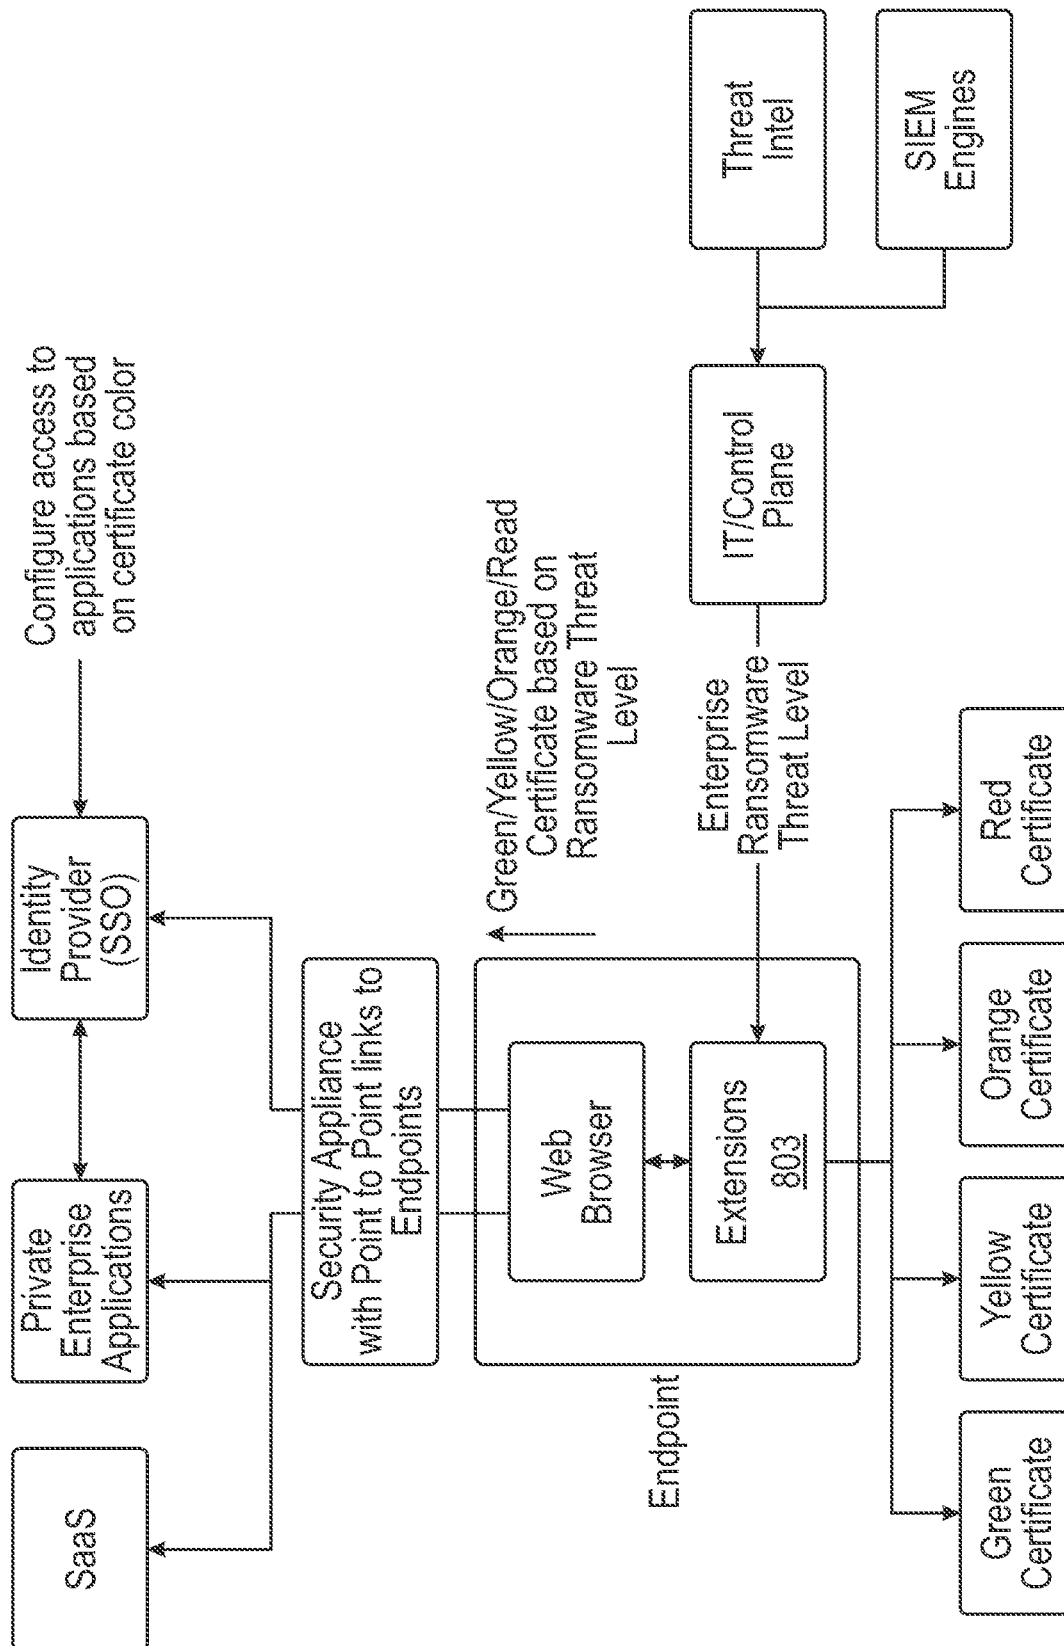 SaaS
Private
Enterprise
Applications
Identity
Provider
(SSO)
Configure access to
applications based
on certificate color
Security Appliance
with Point to Point links to
Endpoints
Green/Yellow/Orange/Read
Certificate based on
Ransomware Threat
Level
Endpoint
Web
Browser
Extensions
803
Enterprise
Ransomware
Threat Level
IT/Control
Plane
Threat
Intel
SIEM
Engines
Green
Certificate
Yellow
Certificate
Orange
Certificate
Red
Certificate